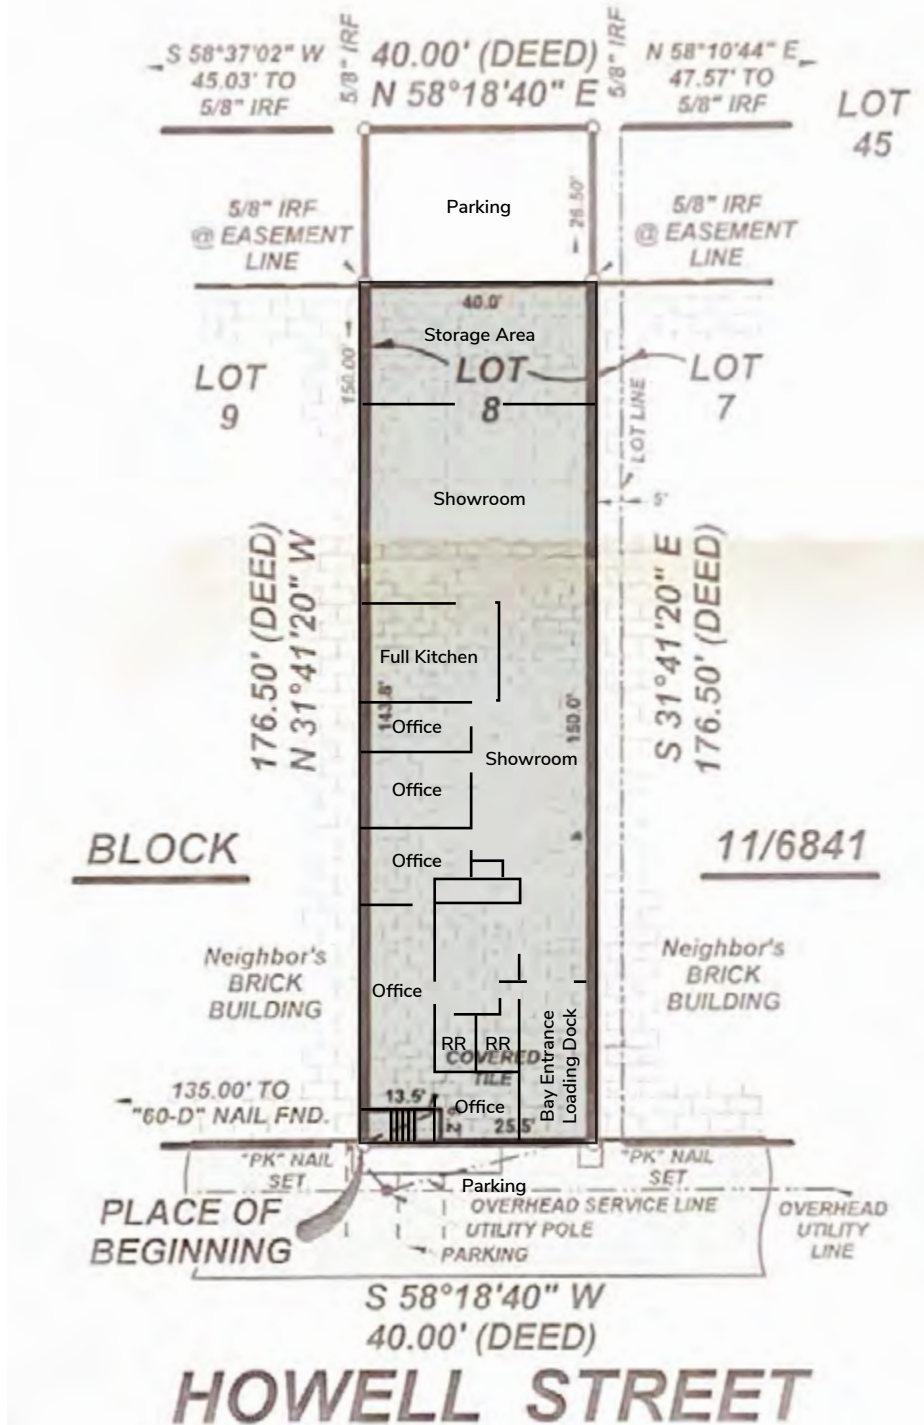 S 58°37'02" W
45.03' TO
5/8" IRF
5/8" IRF
40.00' (DEED)
N 58°18'40" E
5/8" IRF
N 58°10'44" E
47.57' TO
5/8" IRF
LOT
45
Parking
26.50'
5/8" IRF
@ EASEMENT
LINE
5/8" IRF
@ EASEMENT
LINE
40.0'
Storage Area
150.00'
LOT
9
LOT
8
LOT
7
LOT LINE
Showroom
5'
176.50' (DEED)
N 31°41'20" W
S 31°41'20" E
176.50' (DEED)
Full Kitchen
143.8'
Office
150.0'
Showroom
Office
BLOCK
11/6841
Office
Neighbor's
BRICK
BUILDING
Neighbor's
BRICK
BUILDING
Office
RR RR
COVERED
TILE
Bay Entrance
Loading Dock
135.00' TO
"60-D" NAIL FND.
13.5'
Office
25.5'
"PK" NAIL
SET
"PK" NAIL
SET
Parking
PLACE OF
BEGINNING
OVERHEAD SERVICE LINE
UTILITY POLE
PARKING
OVERHEAD
UTILITY
LINE
S 58°18'40" W
40.00' (DEED)
HOWELL STREET